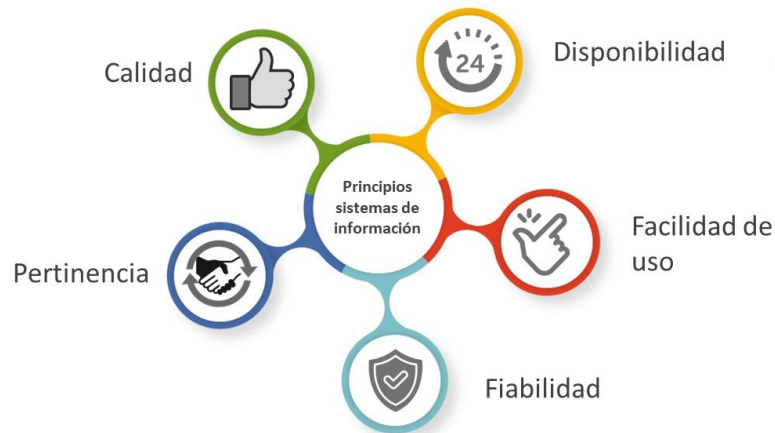 Calidad
24
Disponibilidad
Principios
sistemas de
información
Facilidad de
uso
Pertinencia
Fiabilidad